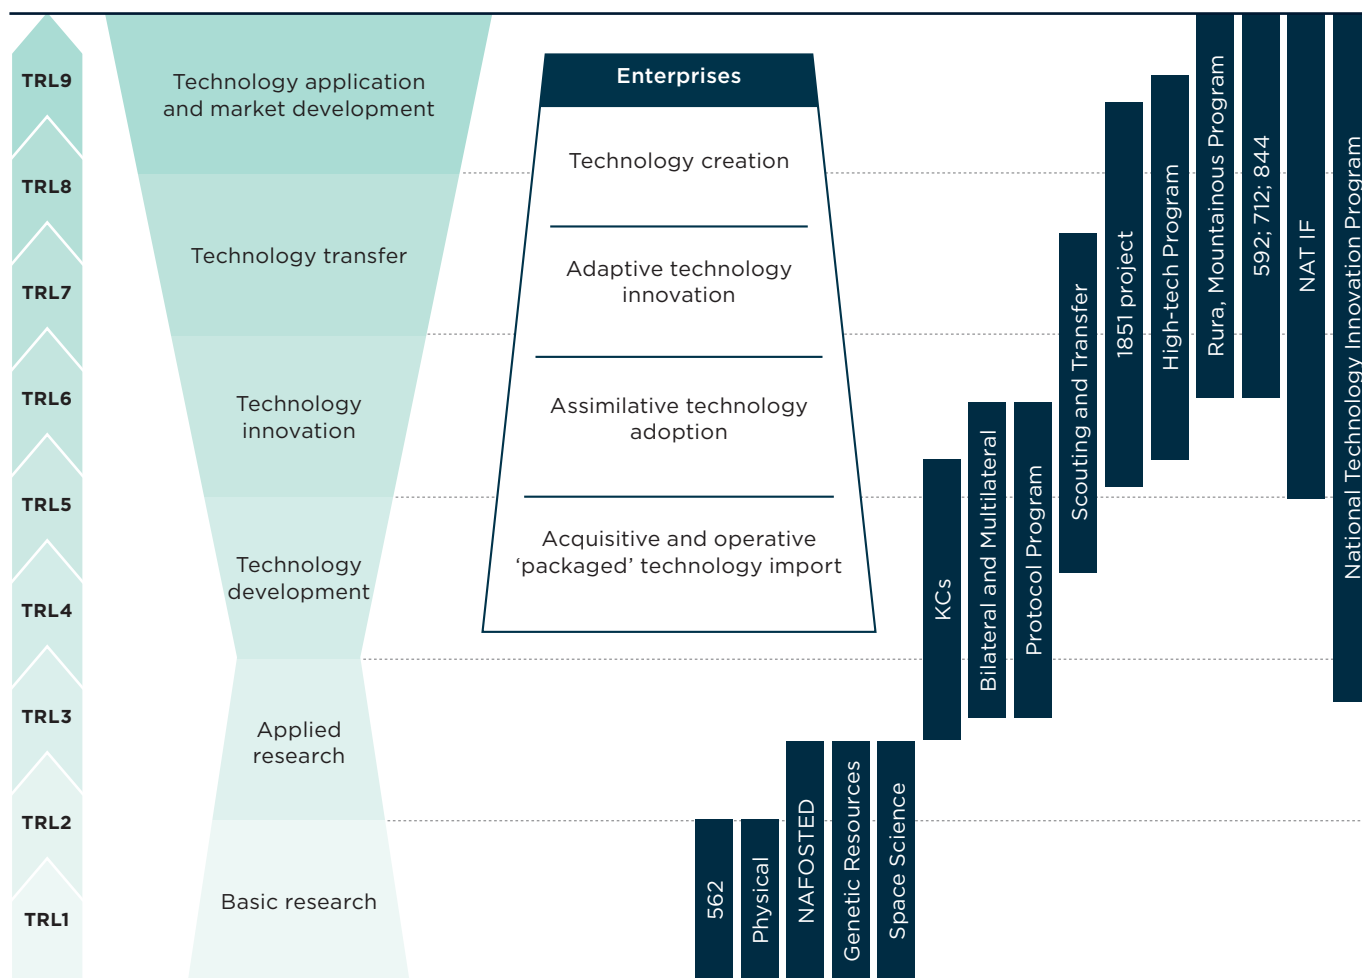 TRL9
TRL8
TRL7
TRL6
TRL5
TRL4
TRL3
TRL2
TRL1
Technology application
and market development
Technology transfer
Technology
innovation
Technology
development
Applied
research
Basic research
Enterprises
Technology creation
Adaptive technology
innovation
Assimilative technology
adoption
Acquisitive and operative
‘packaged’ technology import
562
Physical
NAFOSTED
Genetic Resources
Space Science
KCs
Bilateral and Multilateral
Protocol Program
Scouting and Transfer
1851 project
High-tech Program
Rura, Mountainous Program
592; 712; 844
NAT IF
National Technology Innovation Program